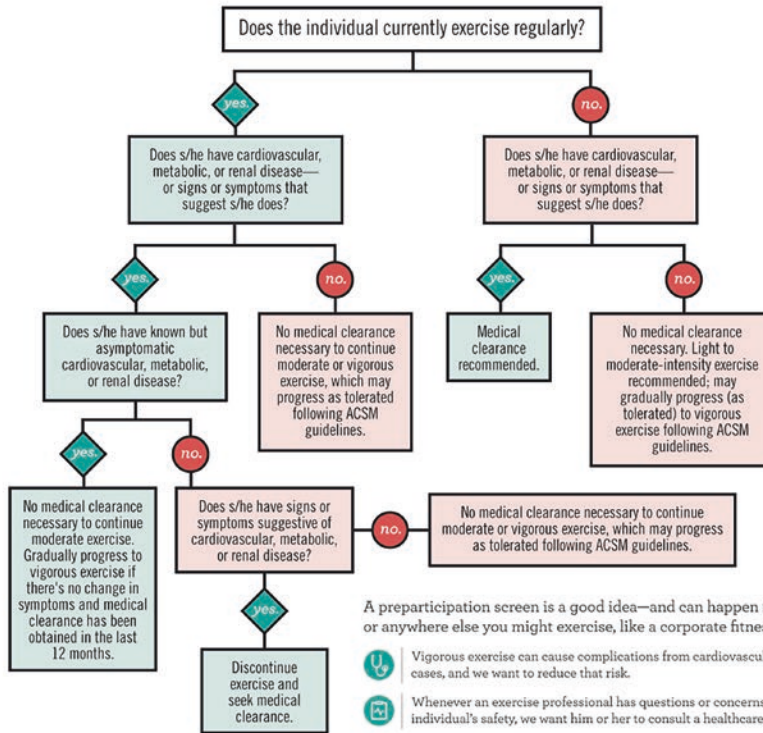 Does the individual currently exercise regularly?
yes.
no.
Does s/he have cardiovascular,
metabolic, or renal disease—
or signs or symptoms that
suggest s/he does?
Does s/he have cardiovascular,
metabolic, or renal disease—
or signs or symptoms that
suggest s/he does?
yes.
no.
yes.
no.
Does s/he have known but
asymptomatic
cardiovascular, metabolic,
or renal disease?
No medical clearance
necessary to continue
moderate or vigorous
exercise, which may
progress as tolerated
following ACSM
guidelines.
Medical
clearance
recommended.
No medical clearance
necessary. Light to
moderate-intensity exercise
recommended; may
gradually progress (as
tolerated) to vigorous
exercise following ACSM
guidelines.
yes.
no.
No medical clearance
necessary to continue
moderate exercise.
Gradually progress to
vigorous exercise if
there's no change in
symptoms and medical
clearance has been
obtained in the last
12 months.
Does s/he have signs or
symptoms suggestive of
cardiovascular, metabolic,
or renal disease?
no.
No medical clearance necessary to continue
moderate or vigorous exercise, which may progress
as tolerated following ACSM guidelines.
yes.
Discontinue
exercise and
seek medical
clearance.
A preparticipation screen is a good idea—and can happen
or anywhere else you might exercise, like a corporate
Vigorous exercise can cause complications from
cases, and we want to reduce that risk.
Whenever an exercise professional has questions or
individual's safety, we want him or her to consult a